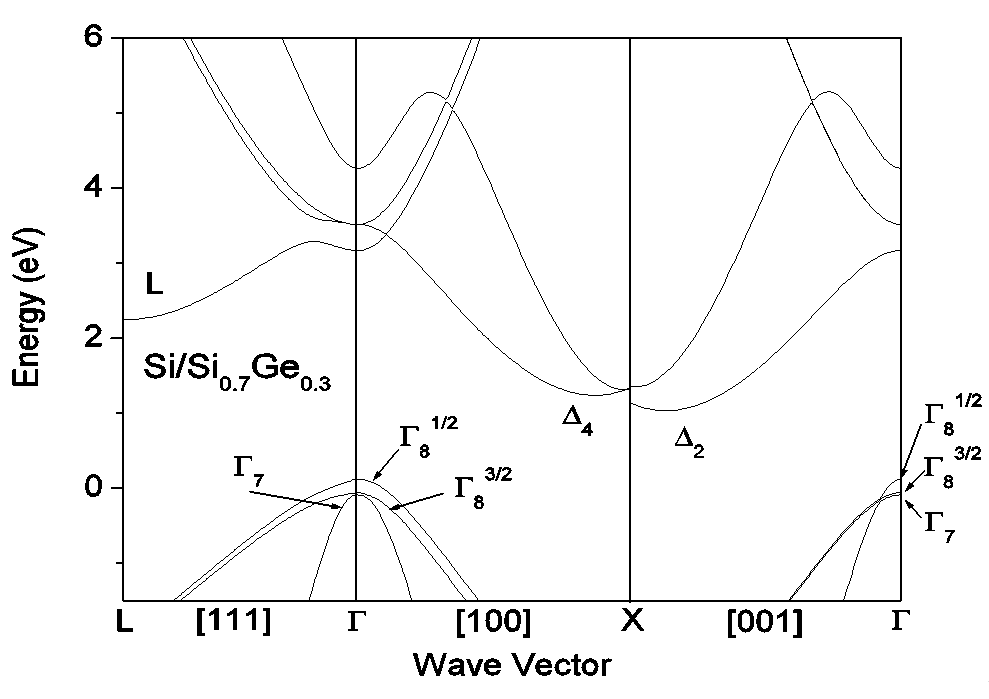 6
4
2
0
Energy (eV)
L
Si/Si0.7Ge0.3
Δ4
Δ2
Γ8 1/2
Γ7
Γ8 3/2
Γ8 1/2
Γ8 3/2
Γ7
L [111] Γ [100] X [001] Γ
Wave Vector